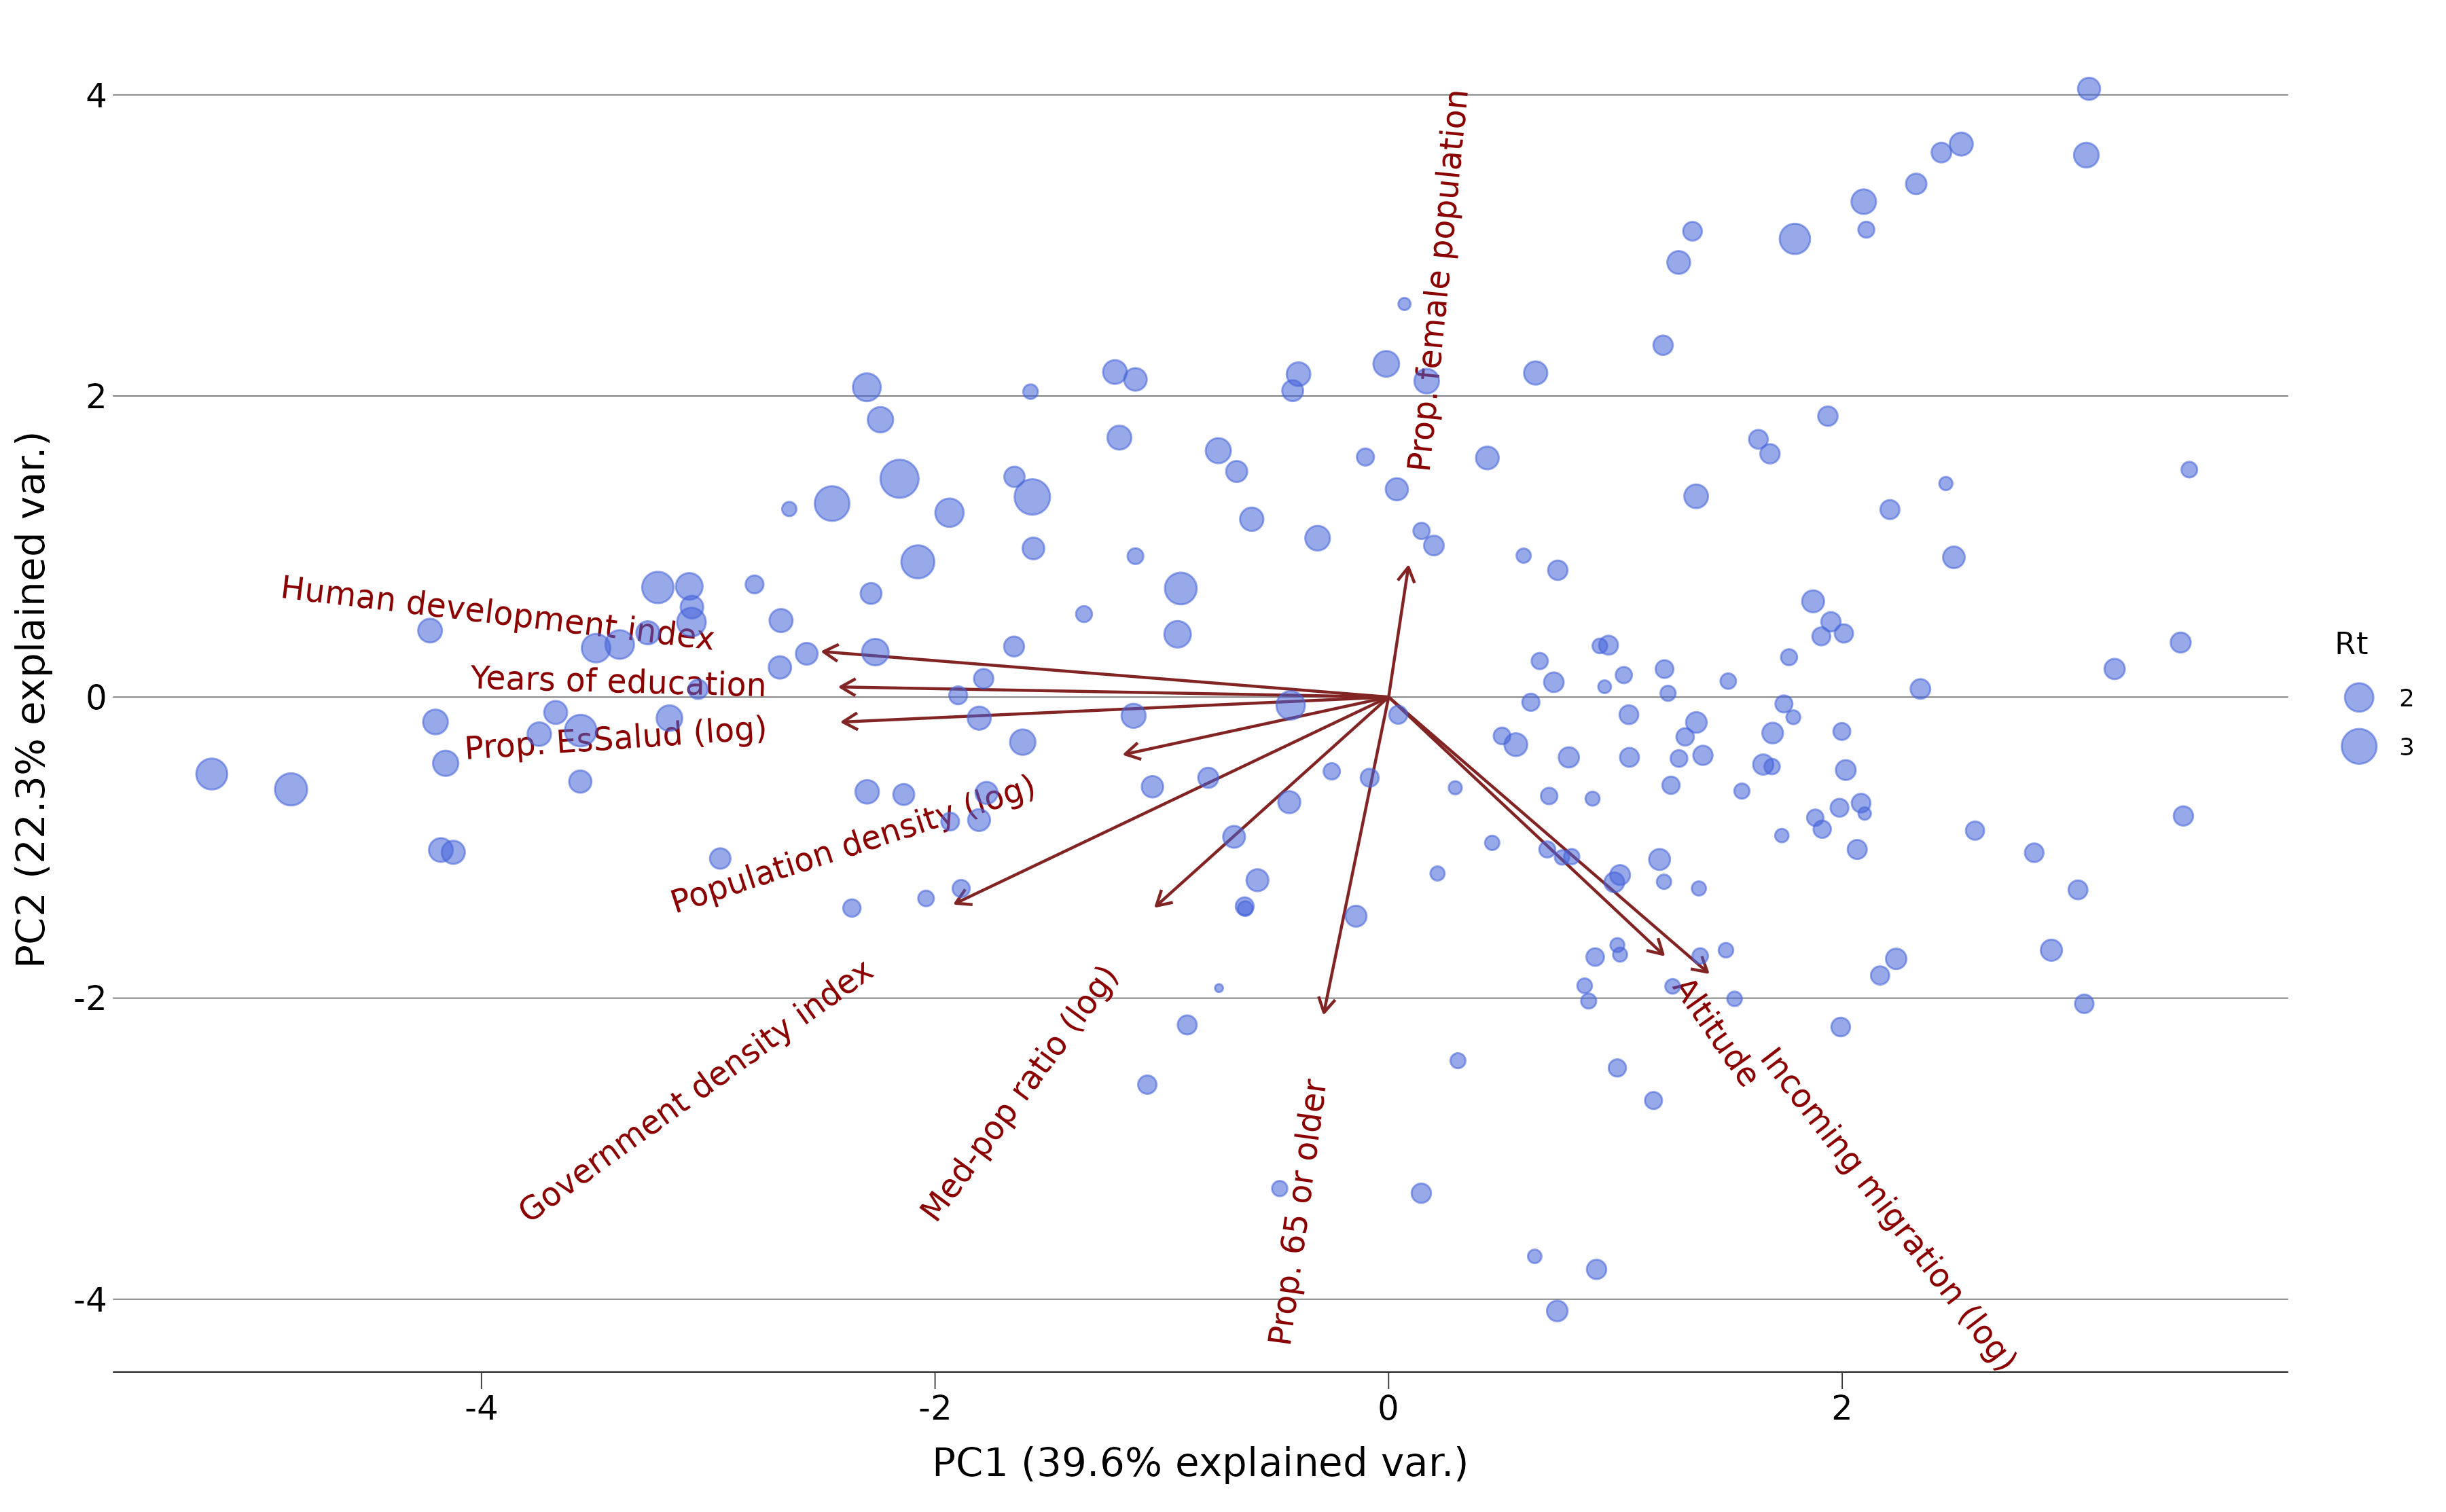 4
2
0
-2
-4
PC2 (22.3% explained var.)
Prop. female population
Human development index
Years of education
Prop. EsSalud (log)
Population density (log)
Government density index
Med-pop ratio (log)
Prop. 65 or older
Altitude
Incoming migration (log)
Rt
2
3
-4
-2
0
2
PC1 (39.6% explained var.)